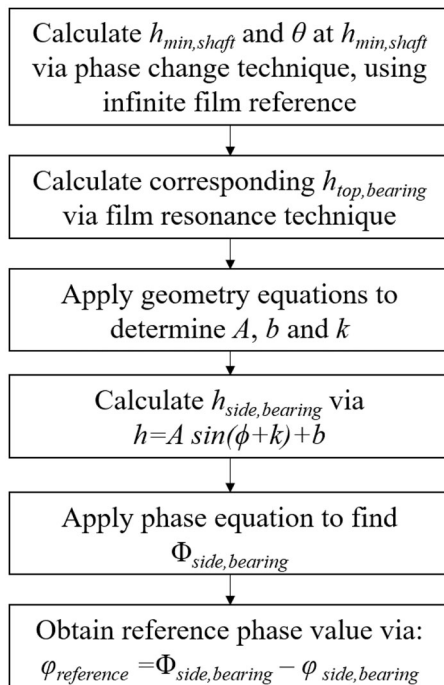 Calculate h_min,shaft and θ at h_min,shaft
via phase change technique, using
infinite film reference
Calculate corresponding h_top,bearing
via film resonance technique
Apply geometry equations to
determine A, b and k
Calculate h_side,bearing via
h=A sin(ϕ+k)+b
Apply phase equation to find
Φ_side,bearing
Obtain reference phase value via:
φ_reference =Φ_side,bearing – φ_side,bearing